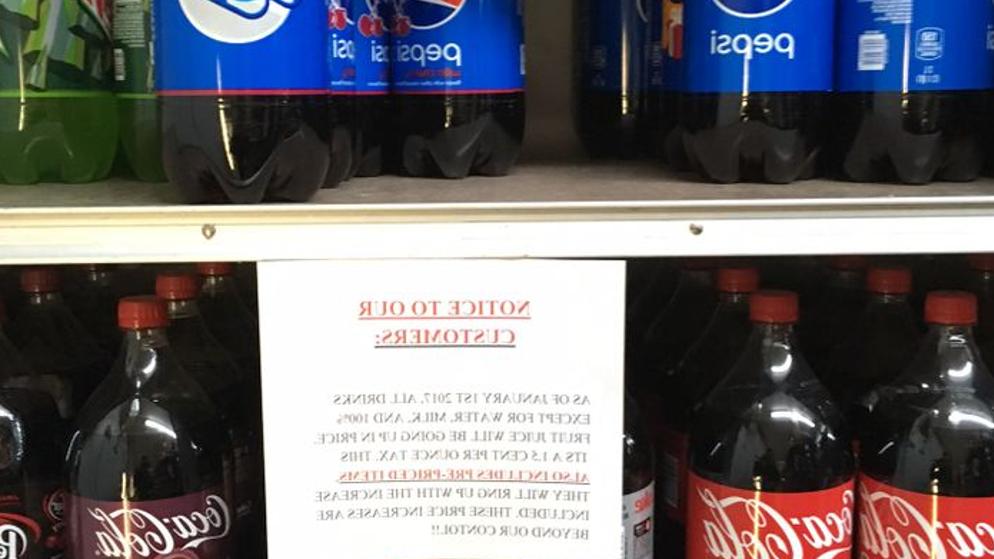 pepsi
pepsi
pepsi
NOTICE TO OUR
CUSTOMERS:
AS OF JANUARY 1ST 2017, ALL DRINKS
EXCEPT FOR WATER, MILK, AND 100%
FRUIT JUICE WILL BE GOING UP IN PRICE.
ITS A 1.5 CENT PER OUNCE TAX. THIS
ALSO INCLUDES PRE-PRICED ITEMS.
THEY WILL RING UP WITH THE INCREASE
INCLUDED. THESE PRICE INCREASES ARE
BEYOND OUR CONTOL!!
Coca-Cola
Coca-Cola
Coca